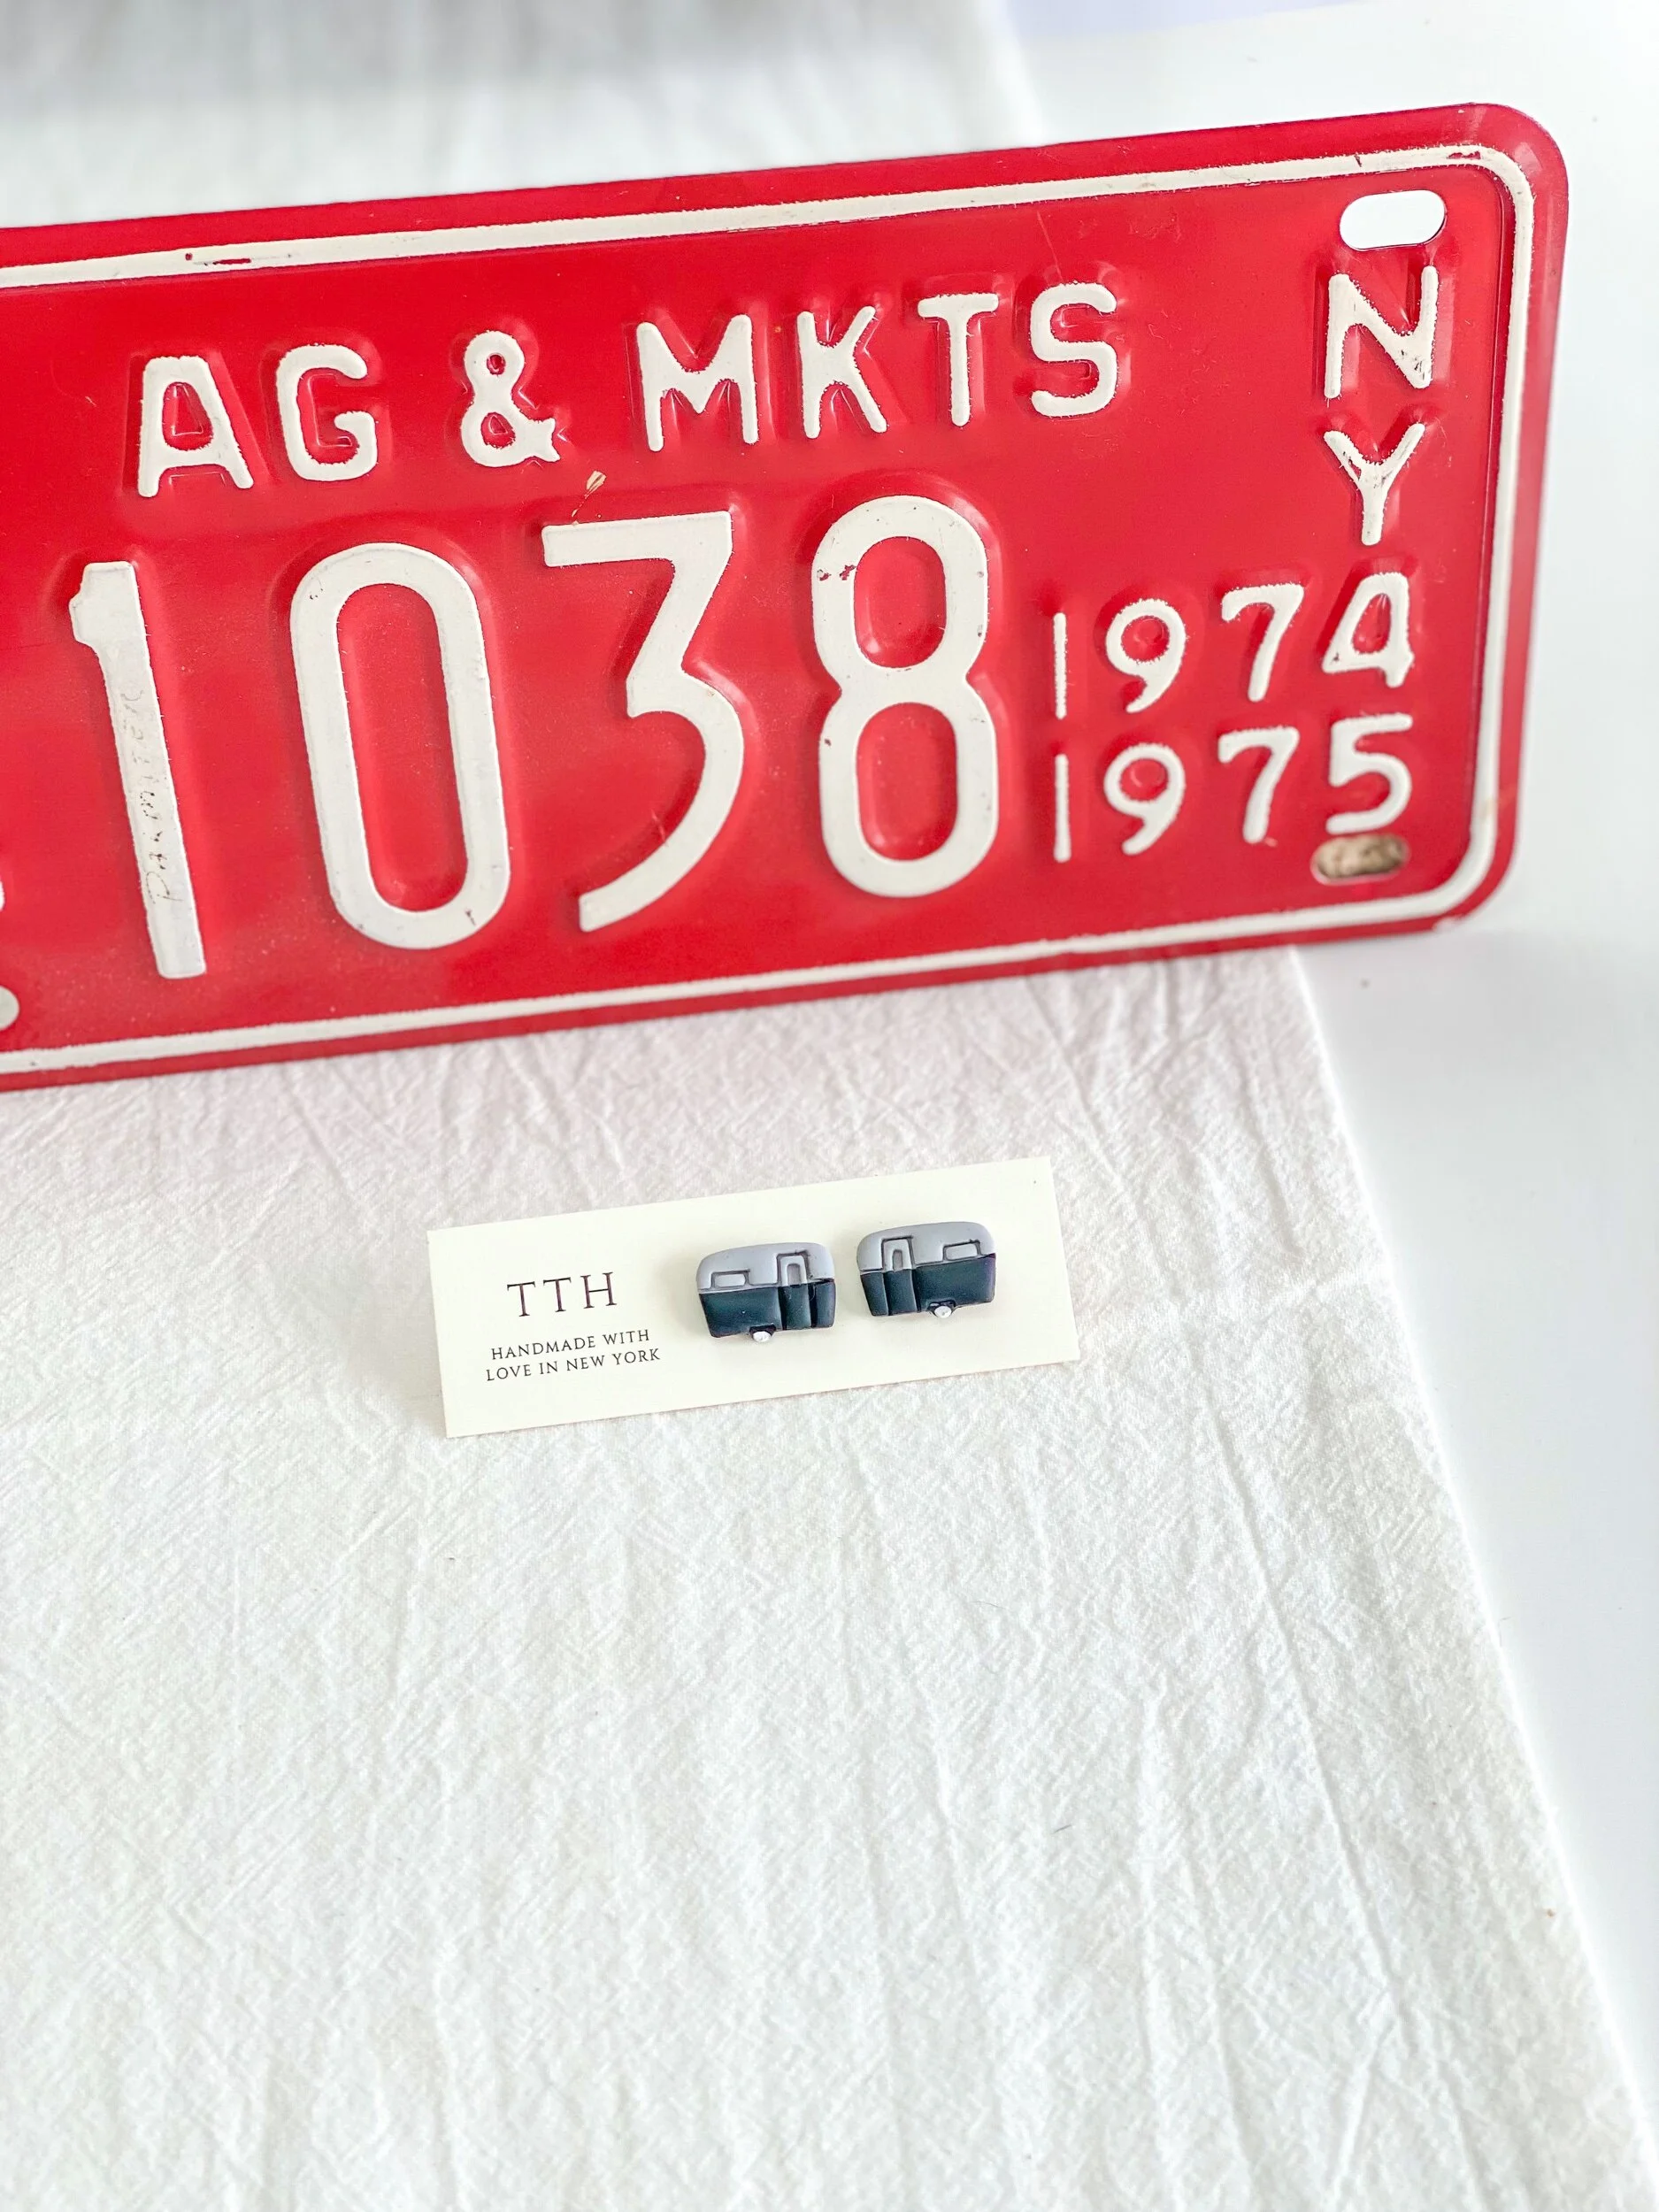 AG & MKTS
NY
1038
1974
1975
TTH
HANDMADE WITH
LOVE IN NEW YORK